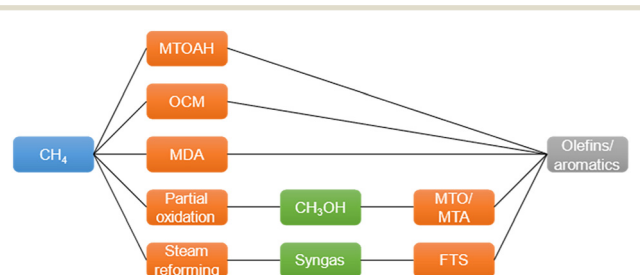 MTOAH
OCM
CH₄
MDA
Olefins/
aromatics
Partial
oxidation
CH₃OH
MTO/
MTA
Steam
reforming
Syngas
FTS